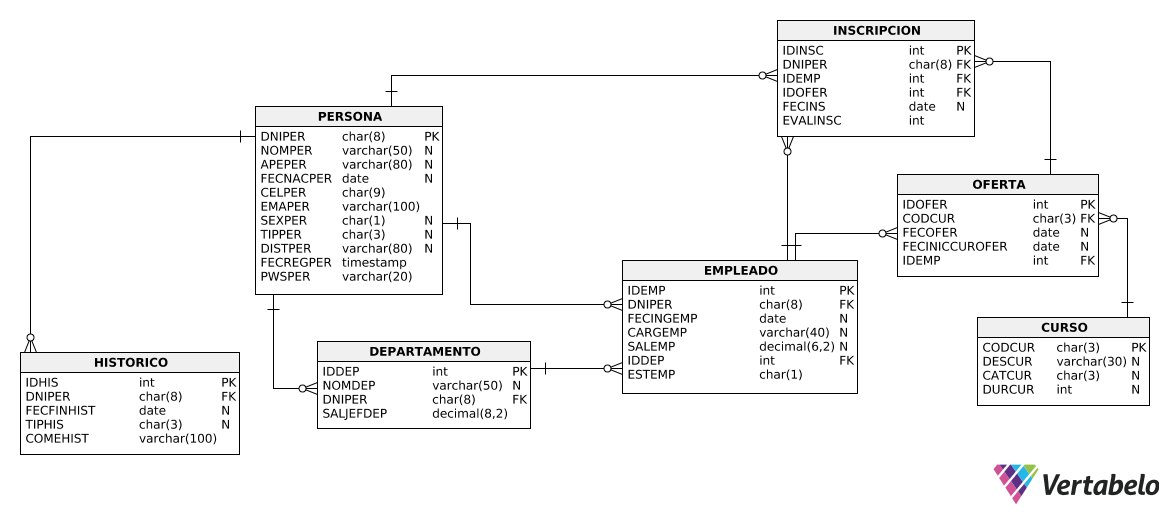 INSCRIPCION
IDINSC int PK
DNIPER char(8) FK
IDEMP int FK
IDOFER int FK
FECINS date N
EVALINSC int
PERSONA
DNIPER char(8) PK
NOMPER varchar(50) N
APEPER varchar(80) N
FECNACPER date N
CELPER char(9)
EMAPER varchar(100)
SEXPER char(1) N
TIPPER char(3) N
DISTPER varchar(80) N
FECREGPER timestamp
PWSPER varchar(20)
OFERTA
IDOFER int PK
CODCUR char(3) FK
FECOFER date N
FECINICCUROFER date N
IDEMP int FK
EMPLEADO
IDEMP int PK
DNIPER char(8) FK
FECINGEMP date N
CARGEMP varchar(40) N
SALEMP decimal(6,2) N
IDDEP int FK
ESTEMP char(1)
CURSO
CODCUR char(3) PK
DESCUR varchar(30) N
CATCUR char(3) N
DURCUR int N
DEPARTAMENTO
IDDEP int PK
NOMDEP varchar(50) N
DNIPER char(8) FK
SALJEFDEP decimal(8,2)
HISTORICO
IDHIS int PK
DNIPER char(8) FK
FECFINHIST date N
TIPHIS char(3) N
COMEHIST varchar(100)
Vertabelo